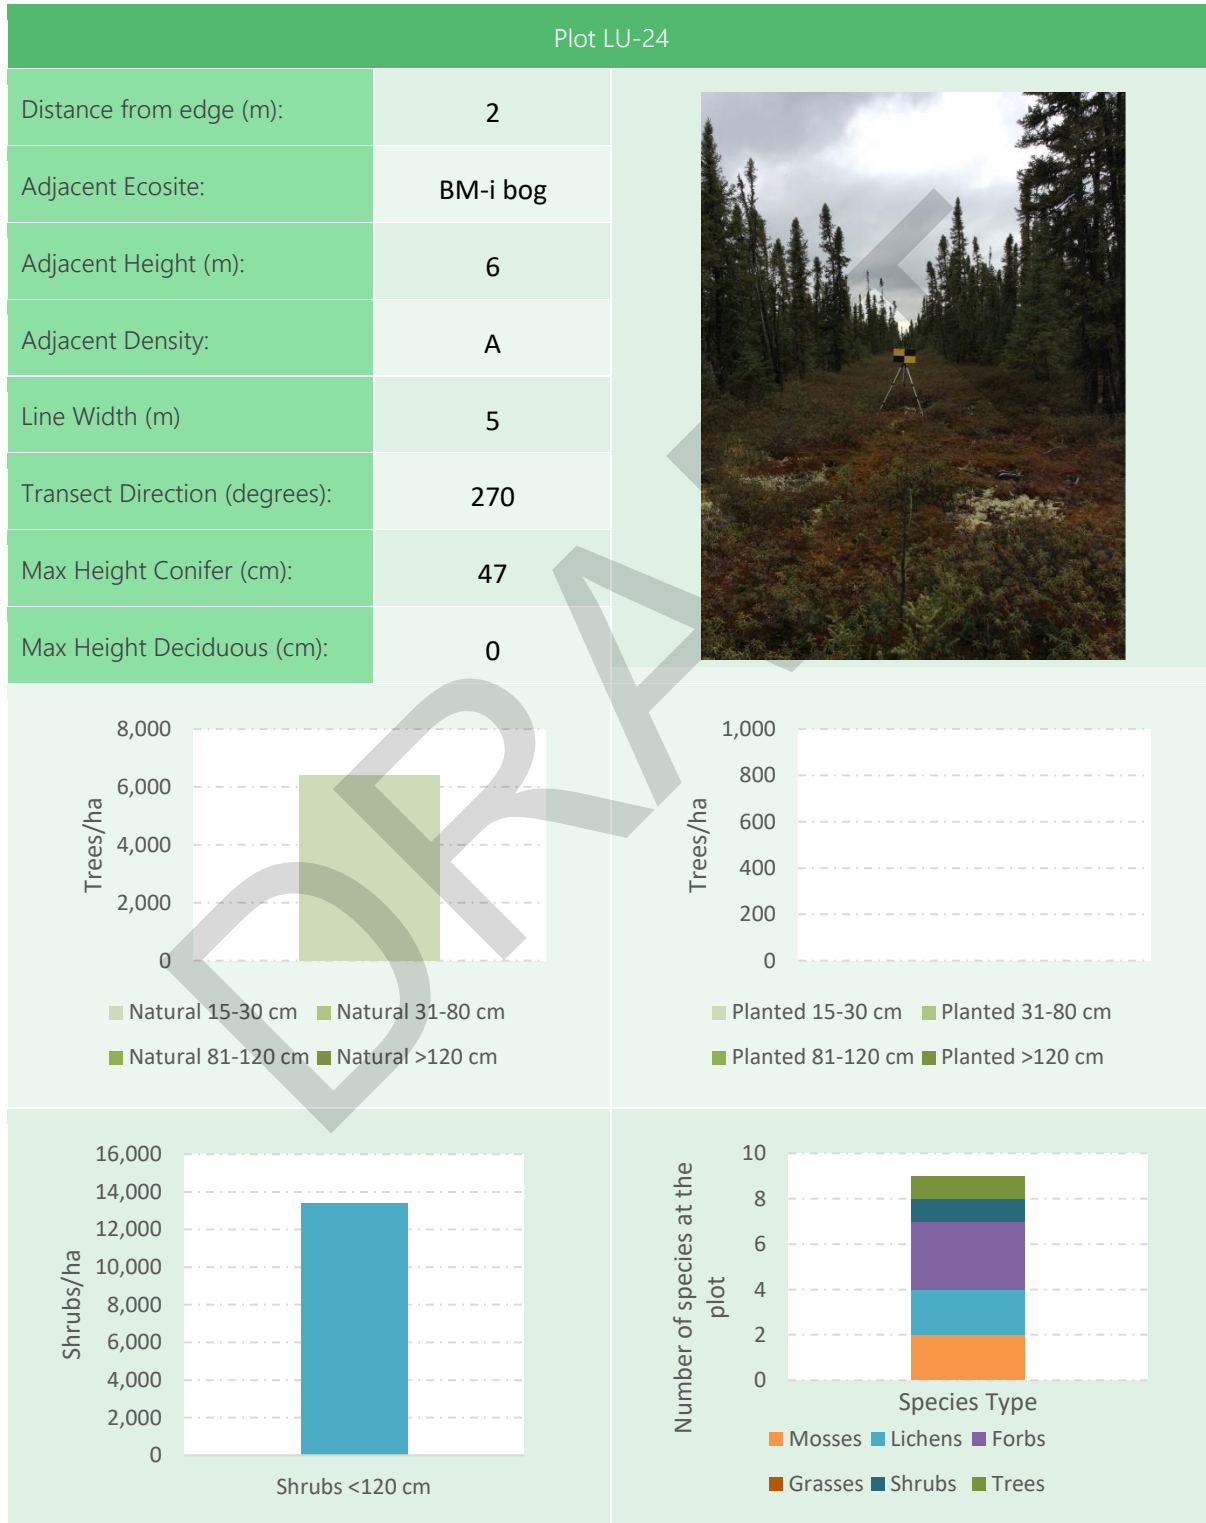 Plot LU-24
Distance from edge (m): 2
Adjacent Ecosite: BM-i bog
Adjacent Height (m): 6
Adjacent Density: A
Line Width (m) 5
Transect Direction (degrees): 270
Max Height Conifer (cm): 47
Max Height Deciduous (cm): 0
DRAFT
Trees/ha
8,000
6,000
4,000
2,000
0
Natural 15-30 cm Natural 31-80 cm
Natural 81-120 cm Natural >120 cm
Trees/ha
1,000
800
600
400
200
0
Planted 15-30 cm Planted 31-80 cm
Planted 81-120 cm Planted >120 cm
Shrubs/ha
16,000
14,000
12,000
10,000
8,000
6,000
4,000
2,000
0
Shrubs <120 cm
Number of species at the
plot
10
8
6
4
2
0
Species Type
Mosses Lichens Forbs
Grasses Shrubs Trees